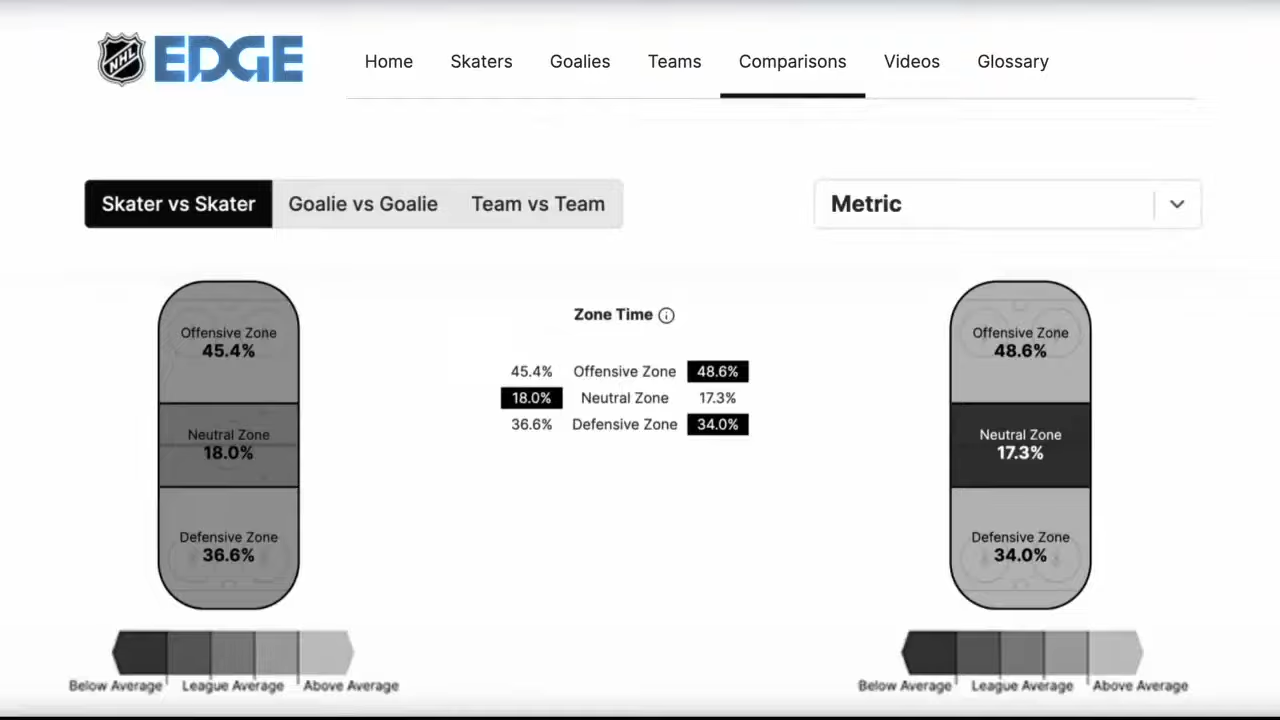 NHL EDGE
Home Skaters Goalies Teams Comparisons Videos Glossary
Skater vs Skater Goalie vs Goalie Team vs Team
Metric
Offensive Zone
45.4%
Neutral Zone
18.0%
Defensive Zone
36.6%
Below Average League Average Above Average
Zone Time
45.4% Offensive Zone 48.6%
18.0% Neutral Zone 17.3%
36.6% Defensive Zone 34.0%
Offensive Zone
48.6%
Neutral Zone
17.3%
Defensive Zone
34.0%
Below Average League Average Above Average